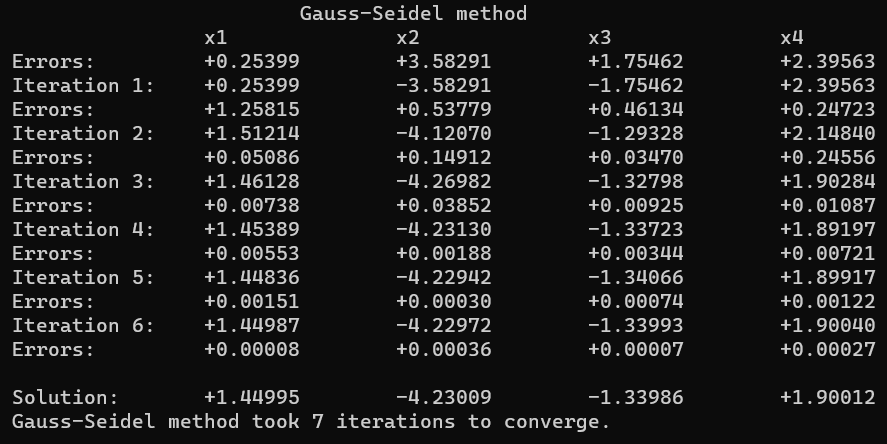 Gauss-Seidel method
x1 x2 x3 x4
Errors: +0.25399 +3.58291 +1.75462 +2.39563
Iteration 1: +0.25399 -3.58291 -1.75462 +2.39563
Errors: +1.25815 +0.53779 +0.46134 +0.24723
Iteration 2: +1.51214 -4.12070 -1.29328 +2.14840
Errors: +0.05086 +0.14912 +0.03470 +0.24556
Iteration 3: +1.46128 -4.26982 -1.32798 +1.90284
Errors: +0.00738 +0.03852 +0.00925 +0.01087
Iteration 4: +1.45389 -4.23130 -1.33723 +1.89197
Errors: +0.00553 +0.00188 +0.00344 +0.00721
Iteration 5: +1.44836 -4.22942 -1.34066 +1.89917
Errors: +0.00151 +0.00030 +0.00074 +0.00122
Iteration 6: +1.44987 -4.22972 -1.33993 +1.90040
Errors: +0.00008 +0.00036 +0.00007 +0.00027
Solution: +1.44995 -4.23009 -1.33986 +1.90012
Gauss-Seidel method took 7 iterations to converge.